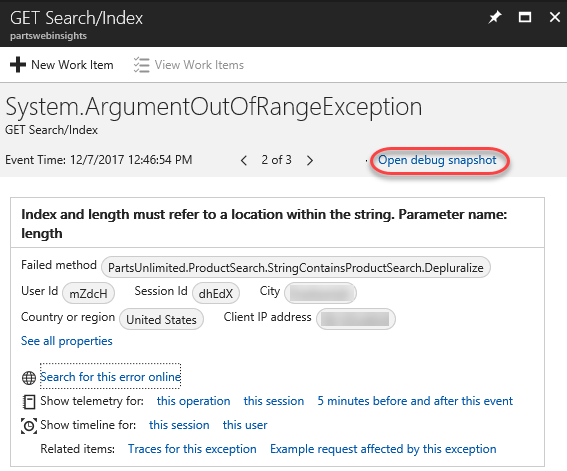 GET Search/Index
partswebinsights
New Work Item View Work Items
System.ArgumentOutOfRangeException
GET Search/Index
Event Time: 12/7/2017 12:46:54 PM 2 of 3 Open debug snapshot
Index and length must refer to a location within the string. Parameter name:
length
Failed method PartsUnlimited.ProductSearch.StringContainsProductSearch.Depluralize
User Id mZdcH Session Id dhEdX City
Country or region United States Client IP address
See all properties
Search for this error online
Show telemetry for: this operation this session 5 minutes before and after this event
Show timeline for: this session this user
Related items: Traces for this exception Example request affected by this exception